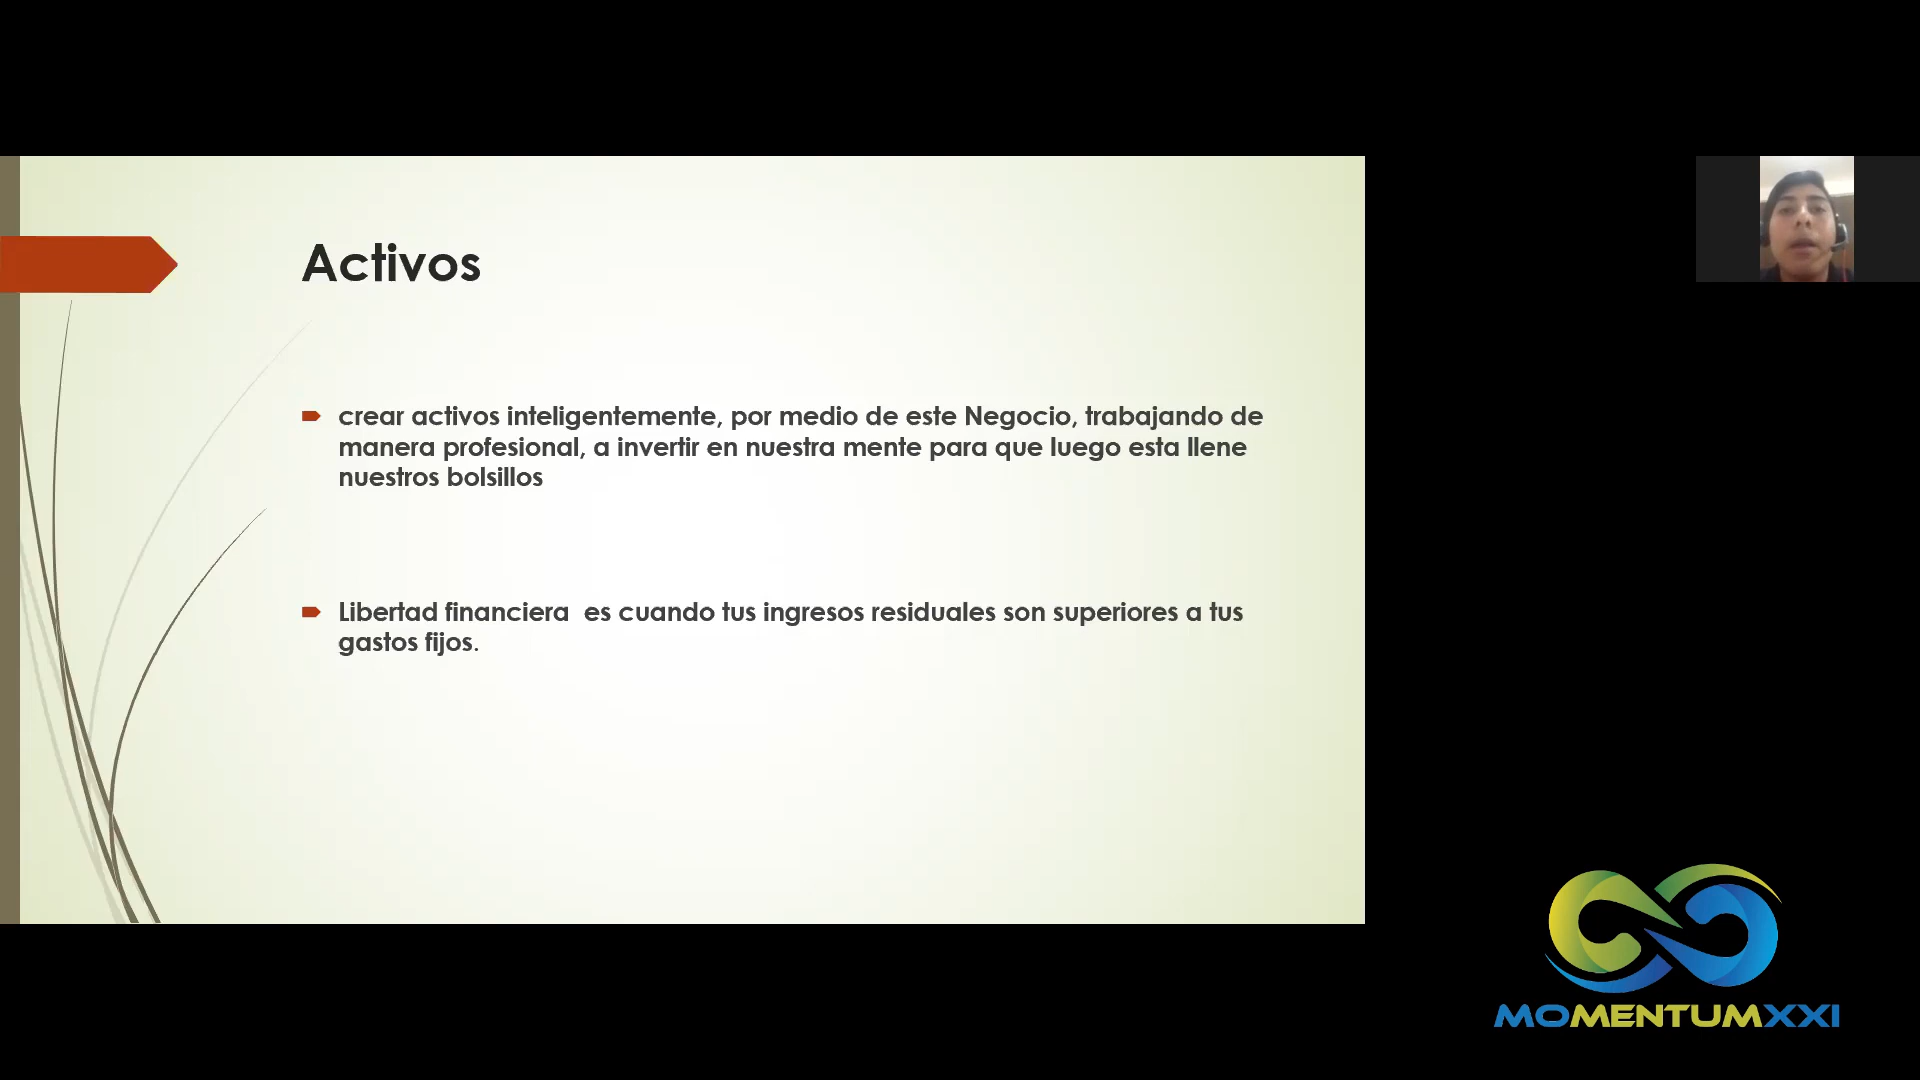 Activos
crear activos inteligentemente, por medio de este Negocio, trabajando de
manera profesional, a invertir en nuestra mente para que luego esta llene
nuestros bolsillos
Libertad financiera  es cuando tus ingresos residuales son superiores a tus
gastos fijos.
MOMENTUMXXI